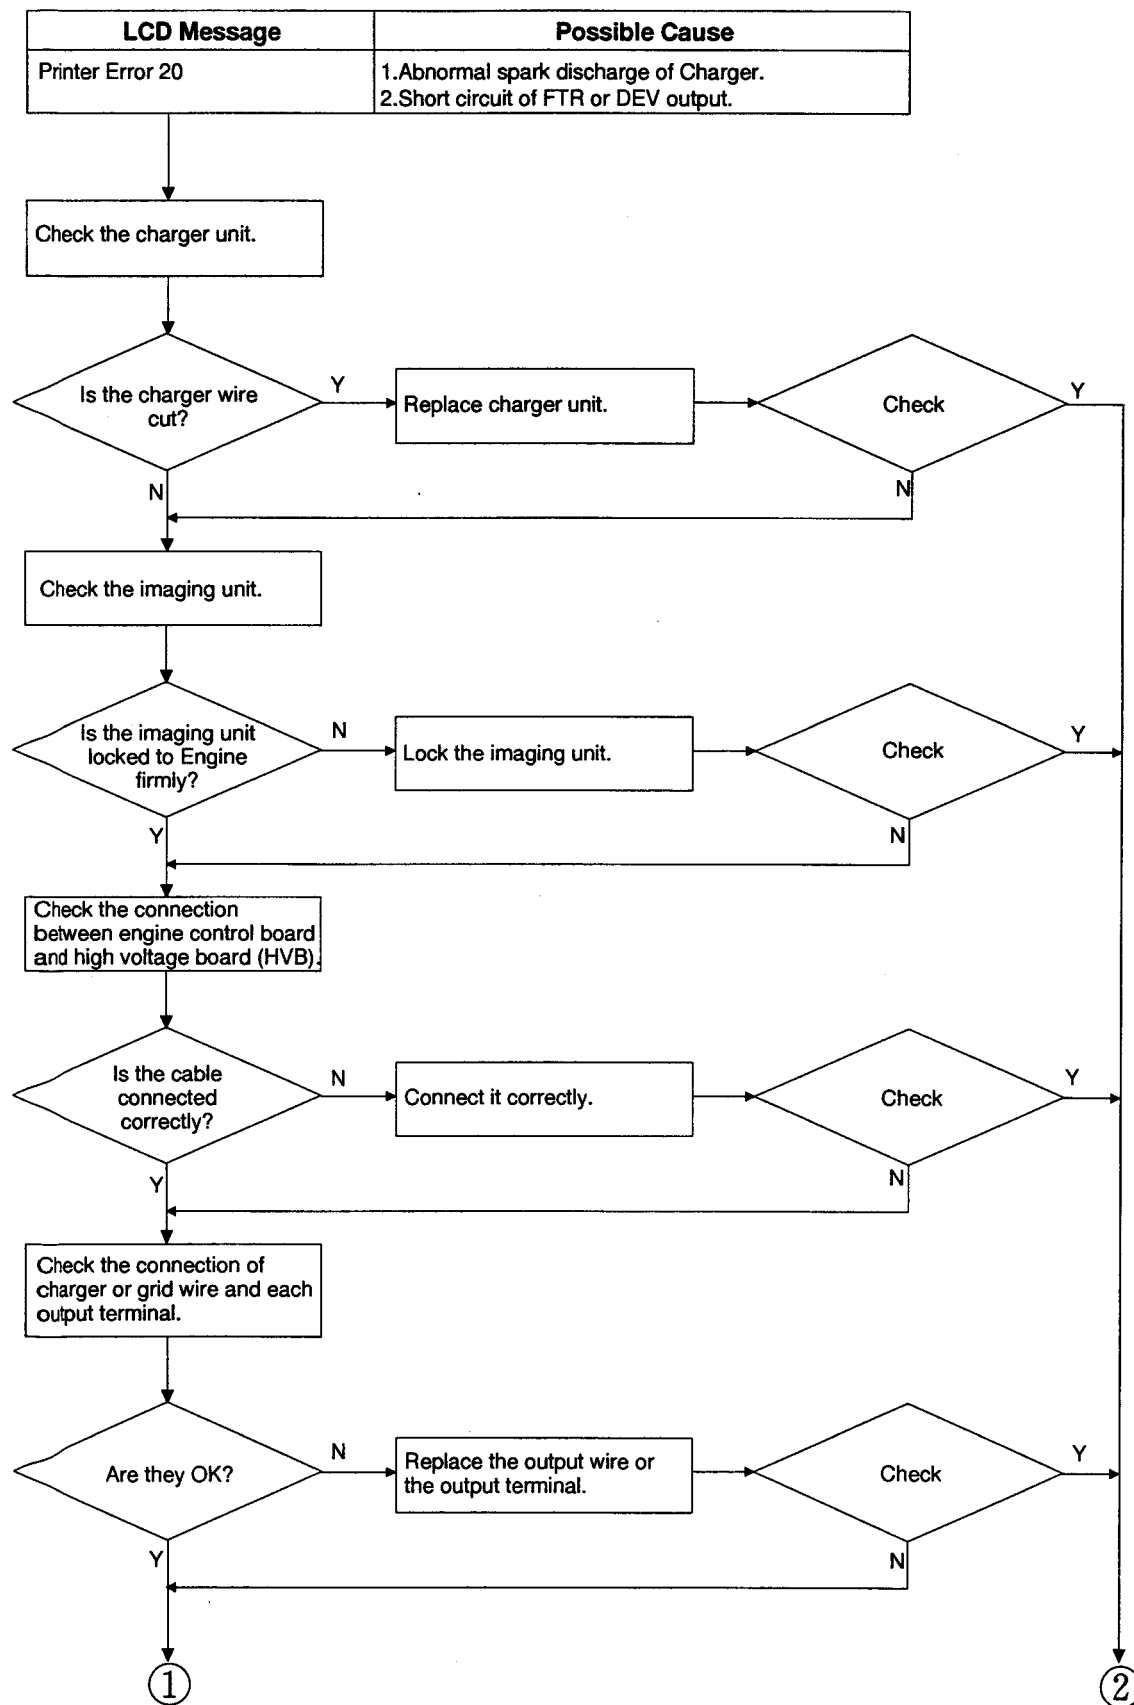 LCD Message
Possible Cause
Printer Error 20
1.Abnormal spark discharge of Charger.
2.Short circuit of FTR or DEV output.
Check the charger unit.
Is the charger wire
cut?
Y
Replace charger unit.
Check
Y
N
N
Check the imaging unit.
Is the imaging unit
locked to Engine
firmly?
N
Lock the imaging unit.
Check
Y
Y
N
Check the connection
between engine control board
and high voltage board (HVB).
Is the cable
connected
correctly?
N
Connect it correctly.
Check
Y
Y
N
Check the connection of
charger or grid wire and each
output terminal.
Are they OK?
N
Replace the output wire or
the output terminal.
Check
Y
Y
N
①
②